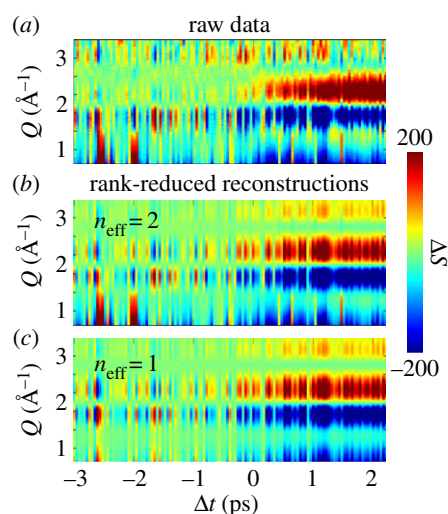 (a) raw data
3
2
1
Q (Å⁻¹)
(b) rank-reduced reconstructions
n_eff = 2
3
2
1
Q (Å⁻¹)
(c)
n_eff = 1
3
2
1
Q (Å⁻¹)
−3 −2 −1 0 1 2
Δt (ps)
200
ΔS
−200